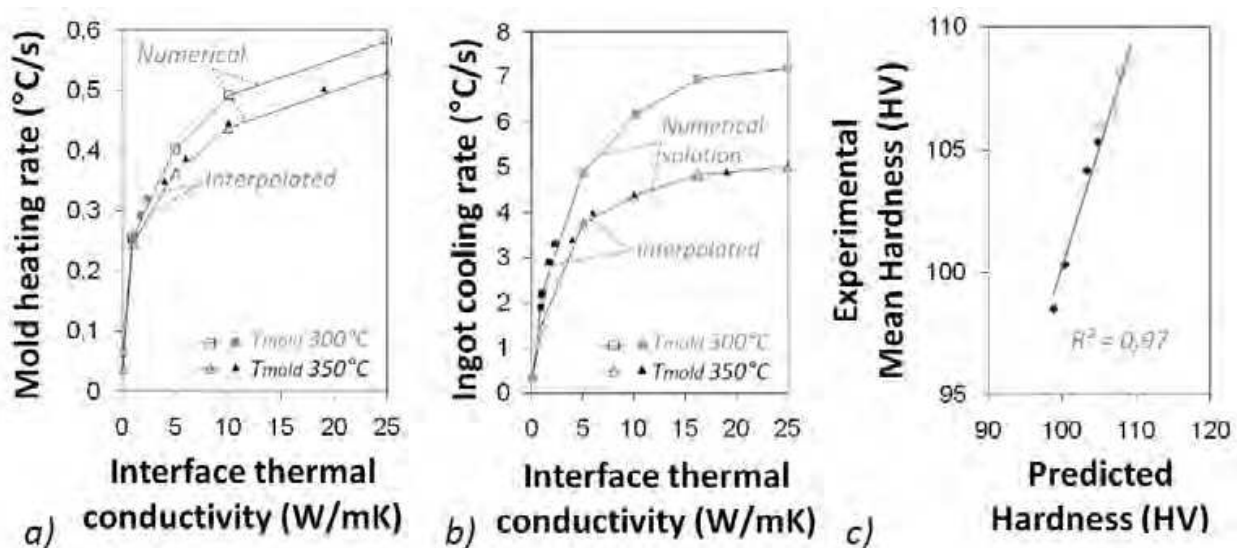 Mold heating rate (°C/s)
0.6
0.5
0.4
0.3
0.2
0.1
0
Numerical
Interpolated
Tmold 300°C
Tmold 350°C
0 5 10 15 20 25
Interface thermal
conductivity (W/mK)
a)
Ingot cooling rate (°C/s)
8
7
6
5
4
3
2
1
0
Numerical
solution
Interpolated
Tmold 300°C
Tmold 350°C
0 5 10 15 20 25
Interface thermal
conductivity (W/mK)
b)
Experimental
Mean Hardness (HV)
110
105
100
95
R² = 0,97
90 100 110 120
Predicted
Hardness (HV)
c)